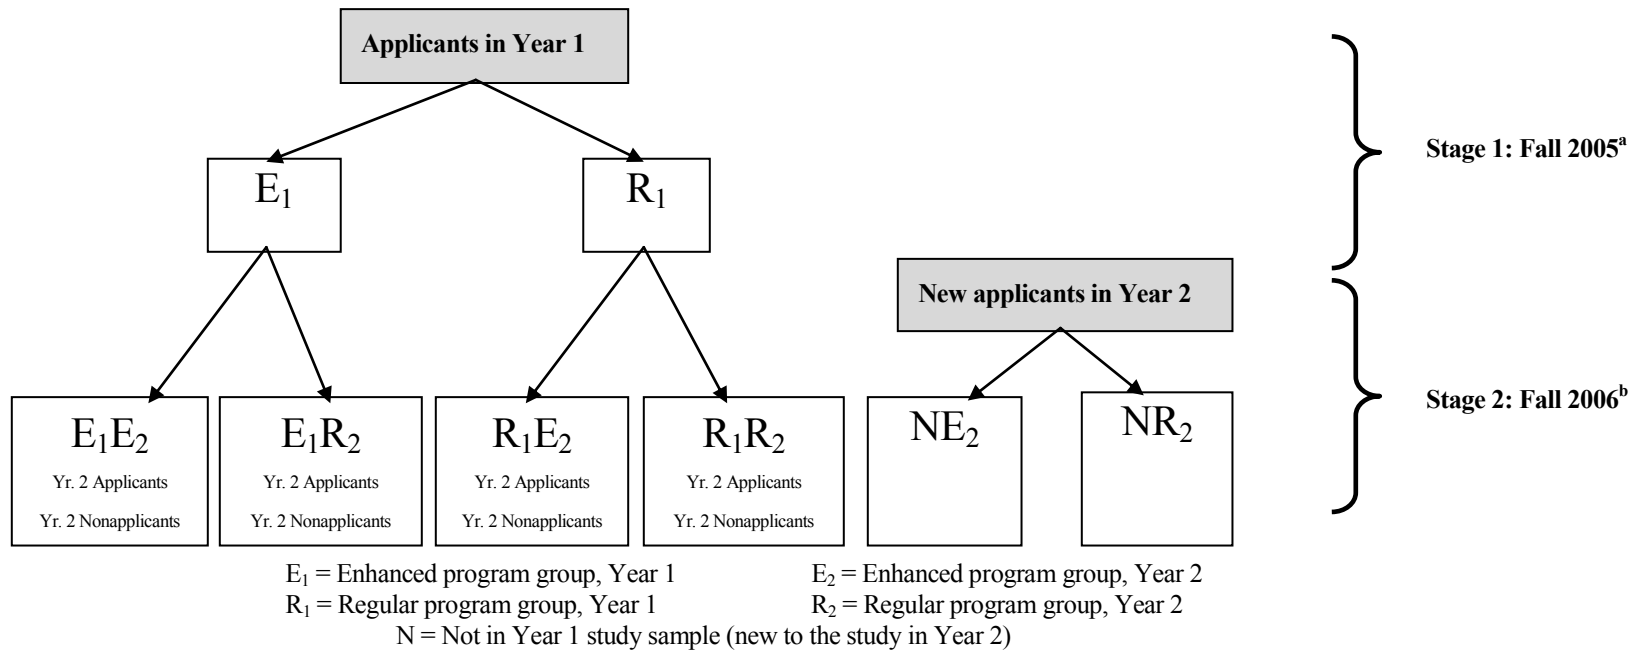 Applicants in Year 1
Stage 1: Fall 2005ᵃ
E₁
R₁
New applicants in Year 2
Stage 2: Fall 2006ᵇ
E₁E₂
Yr. 2 Applicants
Yr. 2 Nonapplicants
E₁R₂
Yr. 2 Applicants
Yr. 2 Nonapplicants
R₁E₂
Yr. 2 Applicants
Yr. 2 Nonapplicants
R₁R₂
Yr. 2 Applicants
Yr. 2 Nonapplicants
NE₂
NR₂
E₁ = Enhanced program group, Year 1
E₂ = Enhanced program group, Year 2
R₁ = Regular program group, Year 1
R₂ = Regular program group, Year 2
N = Not in Year 1 study sample (new to the study in Year 2)